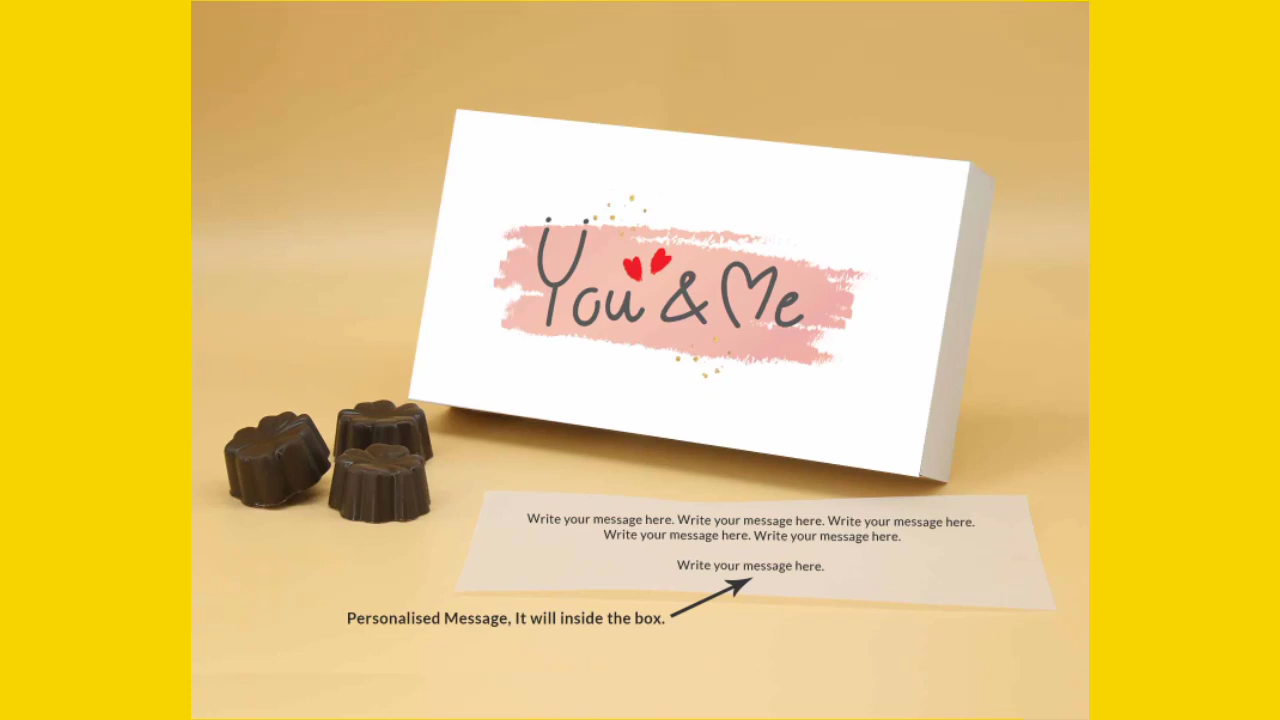 You & Me
Write your message here. Write your message here. Write your message here.
Write your message here. Write your message here.
Write your message here.
Personalised Message, It will inside the box.